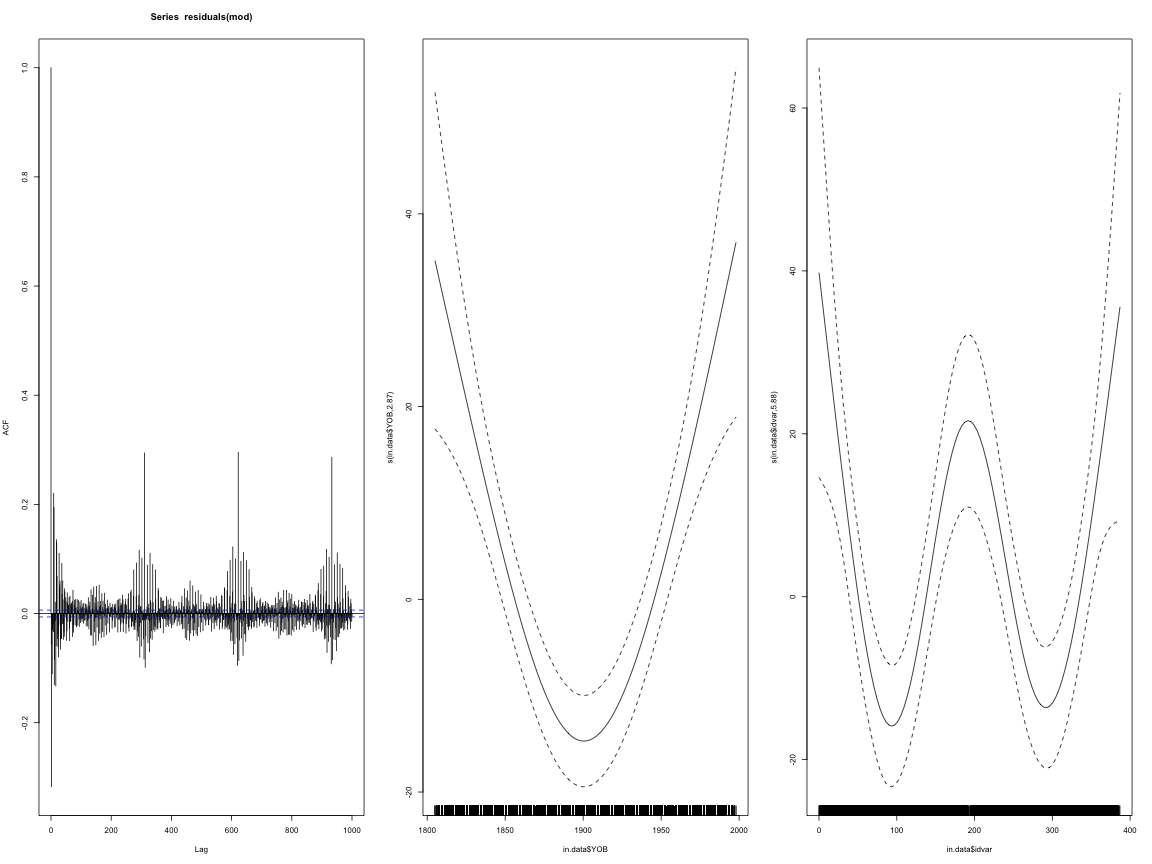 Series residuals(mod)
ACF
1.0
0.8
0.6
0.4
0.2
0.0
-0.2
0 200 400 600 800 1000
Lag
s(in.data$YOB,2.87)
40
20
0
-20
1800 1850 1900 1950 2000
in.data$YOB
s(in.data$idvar,5.88)
60
40
20
0
-20
0 100 200 300 400
in.data$idvar